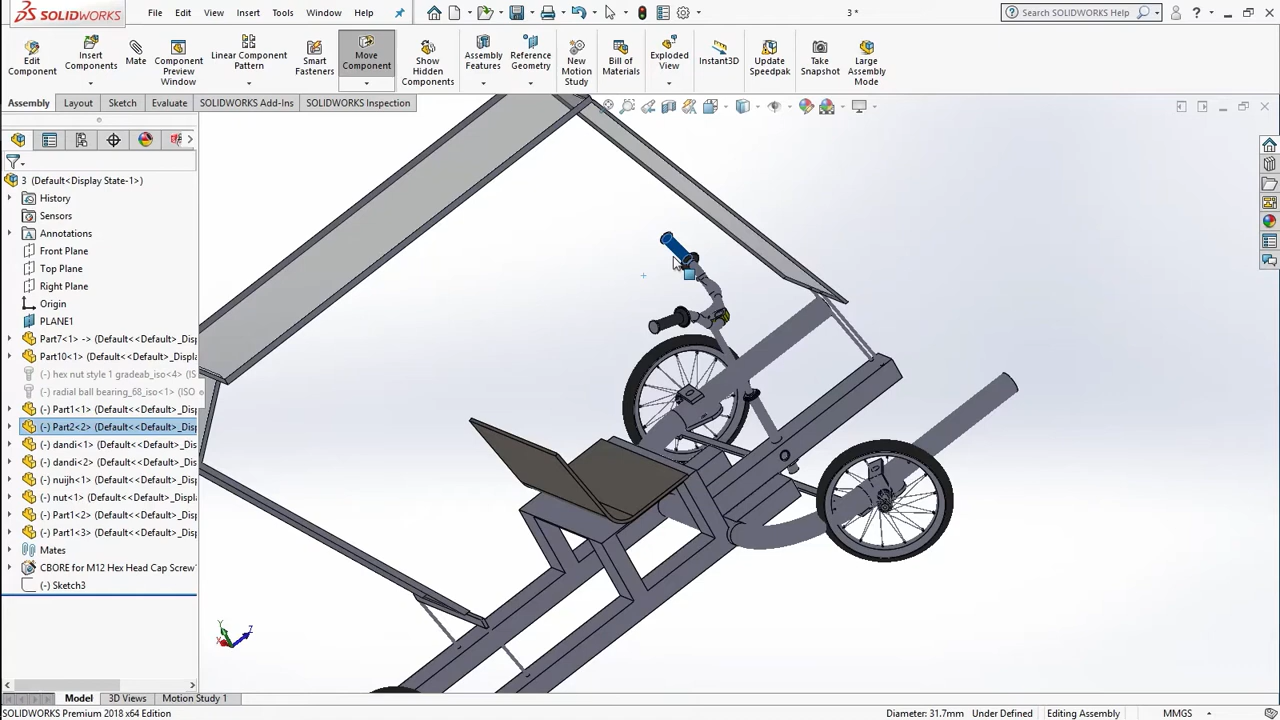 SOLIDWORKS
File Edit View Insert Tools Window Help
3 *
Search SOLIDWORKS Help
Edit Component
Insert Components
Mate
Component Preview Window
Linear Component Pattern
Smart Fasteners
Move Component
Show Hidden Components
Assembly Features
Reference Geometry
New Motion Study
Bill of Materials
Exploded View
Instant3D
Update Speedpak
Take Snapshot
Large Assembly Mode
Assembly Layout Sketch Evaluate SOLIDWORKS Add-Ins SOLIDWORKS Inspection
3 (Default<Display State-1>)
History
Sensors
Annotations
Front Plane
Top Plane
Right Plane
Origin
PLANE1
Part7<1> -> (Default<<Default>_Displ
Part10<1> (Default<<Default>_Displa
(-) hex nut style 1 gradeab_iso<4> (IS
(-) radial ball bearing_68_iso<1> (ISO
(-) Part1<1> (Default<<Default>_Disp
(-) Part2<2> (Default<<Default>_Disp
(-) dandi<1> (Default<<Default>_Disp
(-) dandi<2> (Default<<Default>_Disp
(-) nuijh<1> (Default<<Default>_Disp
(-) nut<1> (Default<<Default>_Displa
(-) Part1<2> (Default<<Default>_Disp
(-) Part1<3> (Default<<Default>_Disp
Mates
CBORE for M12 Hex Head Cap Screw
(-) Sketch3
Y
Z
X
Model 3D Views Motion Study 1
SOLIDWORKS Premium 2018 x64 Edition
Diameter: 31.7mm Under Defined Editing Assembly MMGS